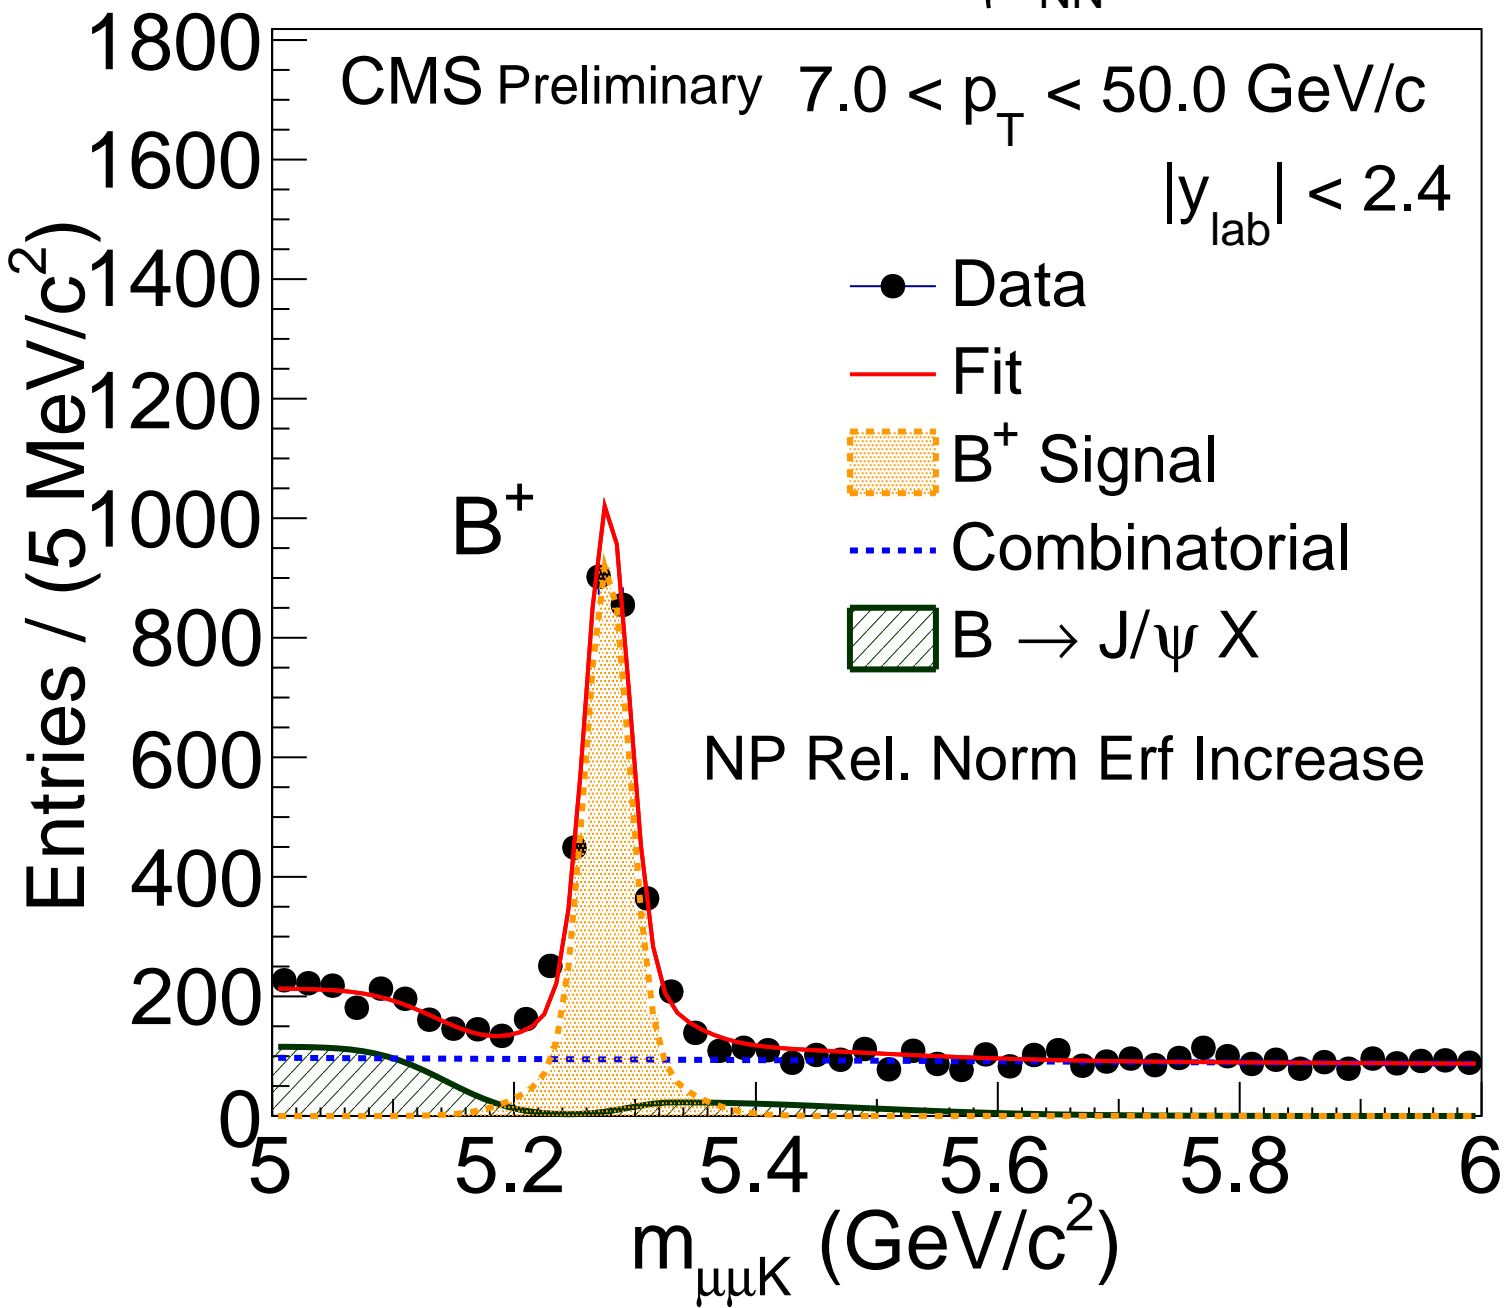 CMS Preliminary 7.0 < p_T < 50.0 GeV/c
|y_lab| < 2.4
Data
Fit
B⁺ Signal
Combinatorial
B → J/ψ X
NP Rel. Norm Erf Increase
B⁺
Entries / (5 MeV/c²)
1800
1600
1400
1200
1000
800
600
400
200
0
5 5.2 5.4 5.6 5.8 6
m_μμK (GeV/c²)